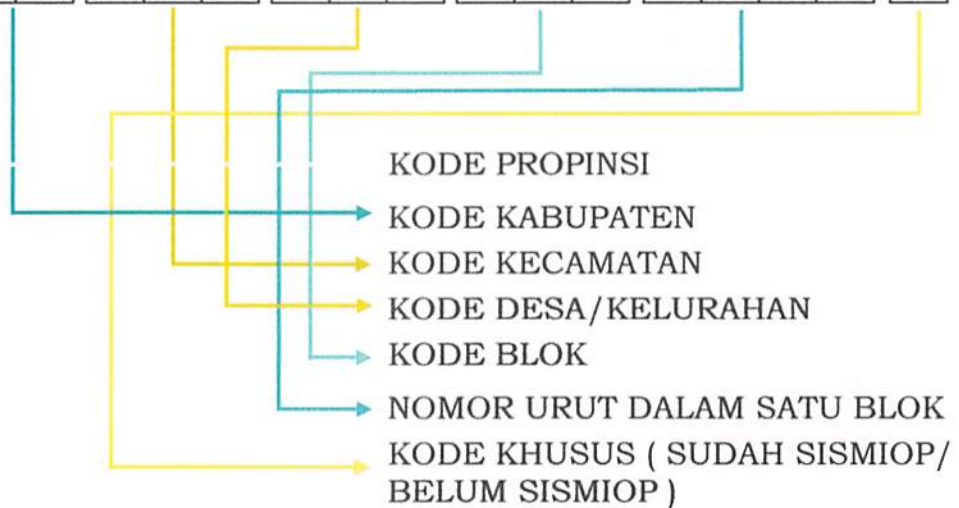 KODE PROPINSI
KODE KABUPATEN
KODE KECAMATAN
KODE DESA/KELURAHAN
KODE BLOK
NOMOR URUT DALAM SATU BLOK
KODE KHUSUS ( SUDAH SISMIOP/
BELUM SISMIOP )